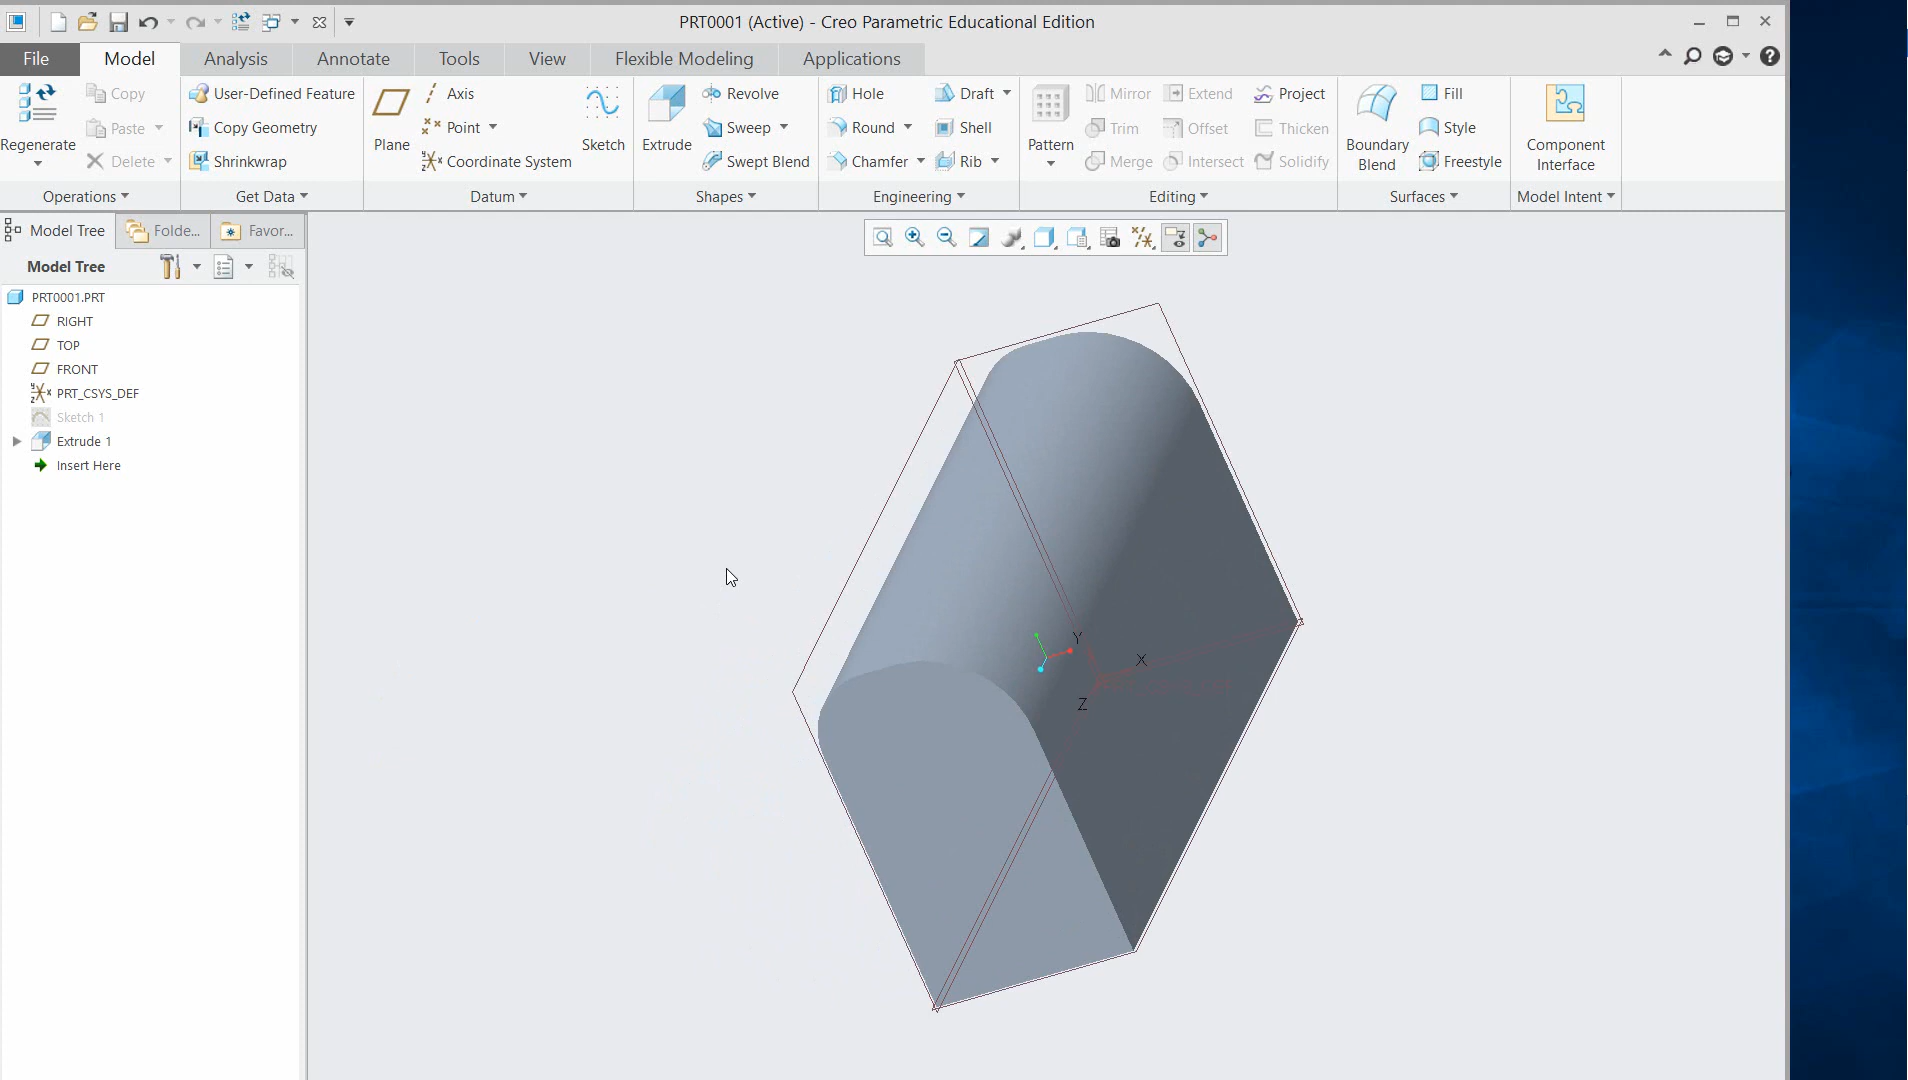 PRT0001 (Active) - Creo Parametric Educational Edition
File Model Analysis Annotate Tools View Flexible Modeling Applications
Regenerate
Copy
Paste
Delete
Operations
User-Defined Feature
Copy Geometry
Shrinkwrap
Get Data
Plane
Axis
Point
Coordinate System
Sketch
Datum
Extrude
Revolve
Sweep
Swept Blend
Shapes
Hole
Round
Chamfer
Draft
Shell
Rib
Engineering
Pattern
Mirror
Trim
Merge
Extend
Offset
Intersect
Project
Thicken
Solidify
Editing
Boundary
Blend
Fill
Style
Freestyle
Surfaces
Component
Interface
Model Intent
Model Tree
Folde...
Favor...
Model Tree
PRT0001.PRT
RIGHT
TOP
FRONT
PRT_CSYS_DEF
Sketch 1
Extrude 1
Insert Here
Y
X
Z